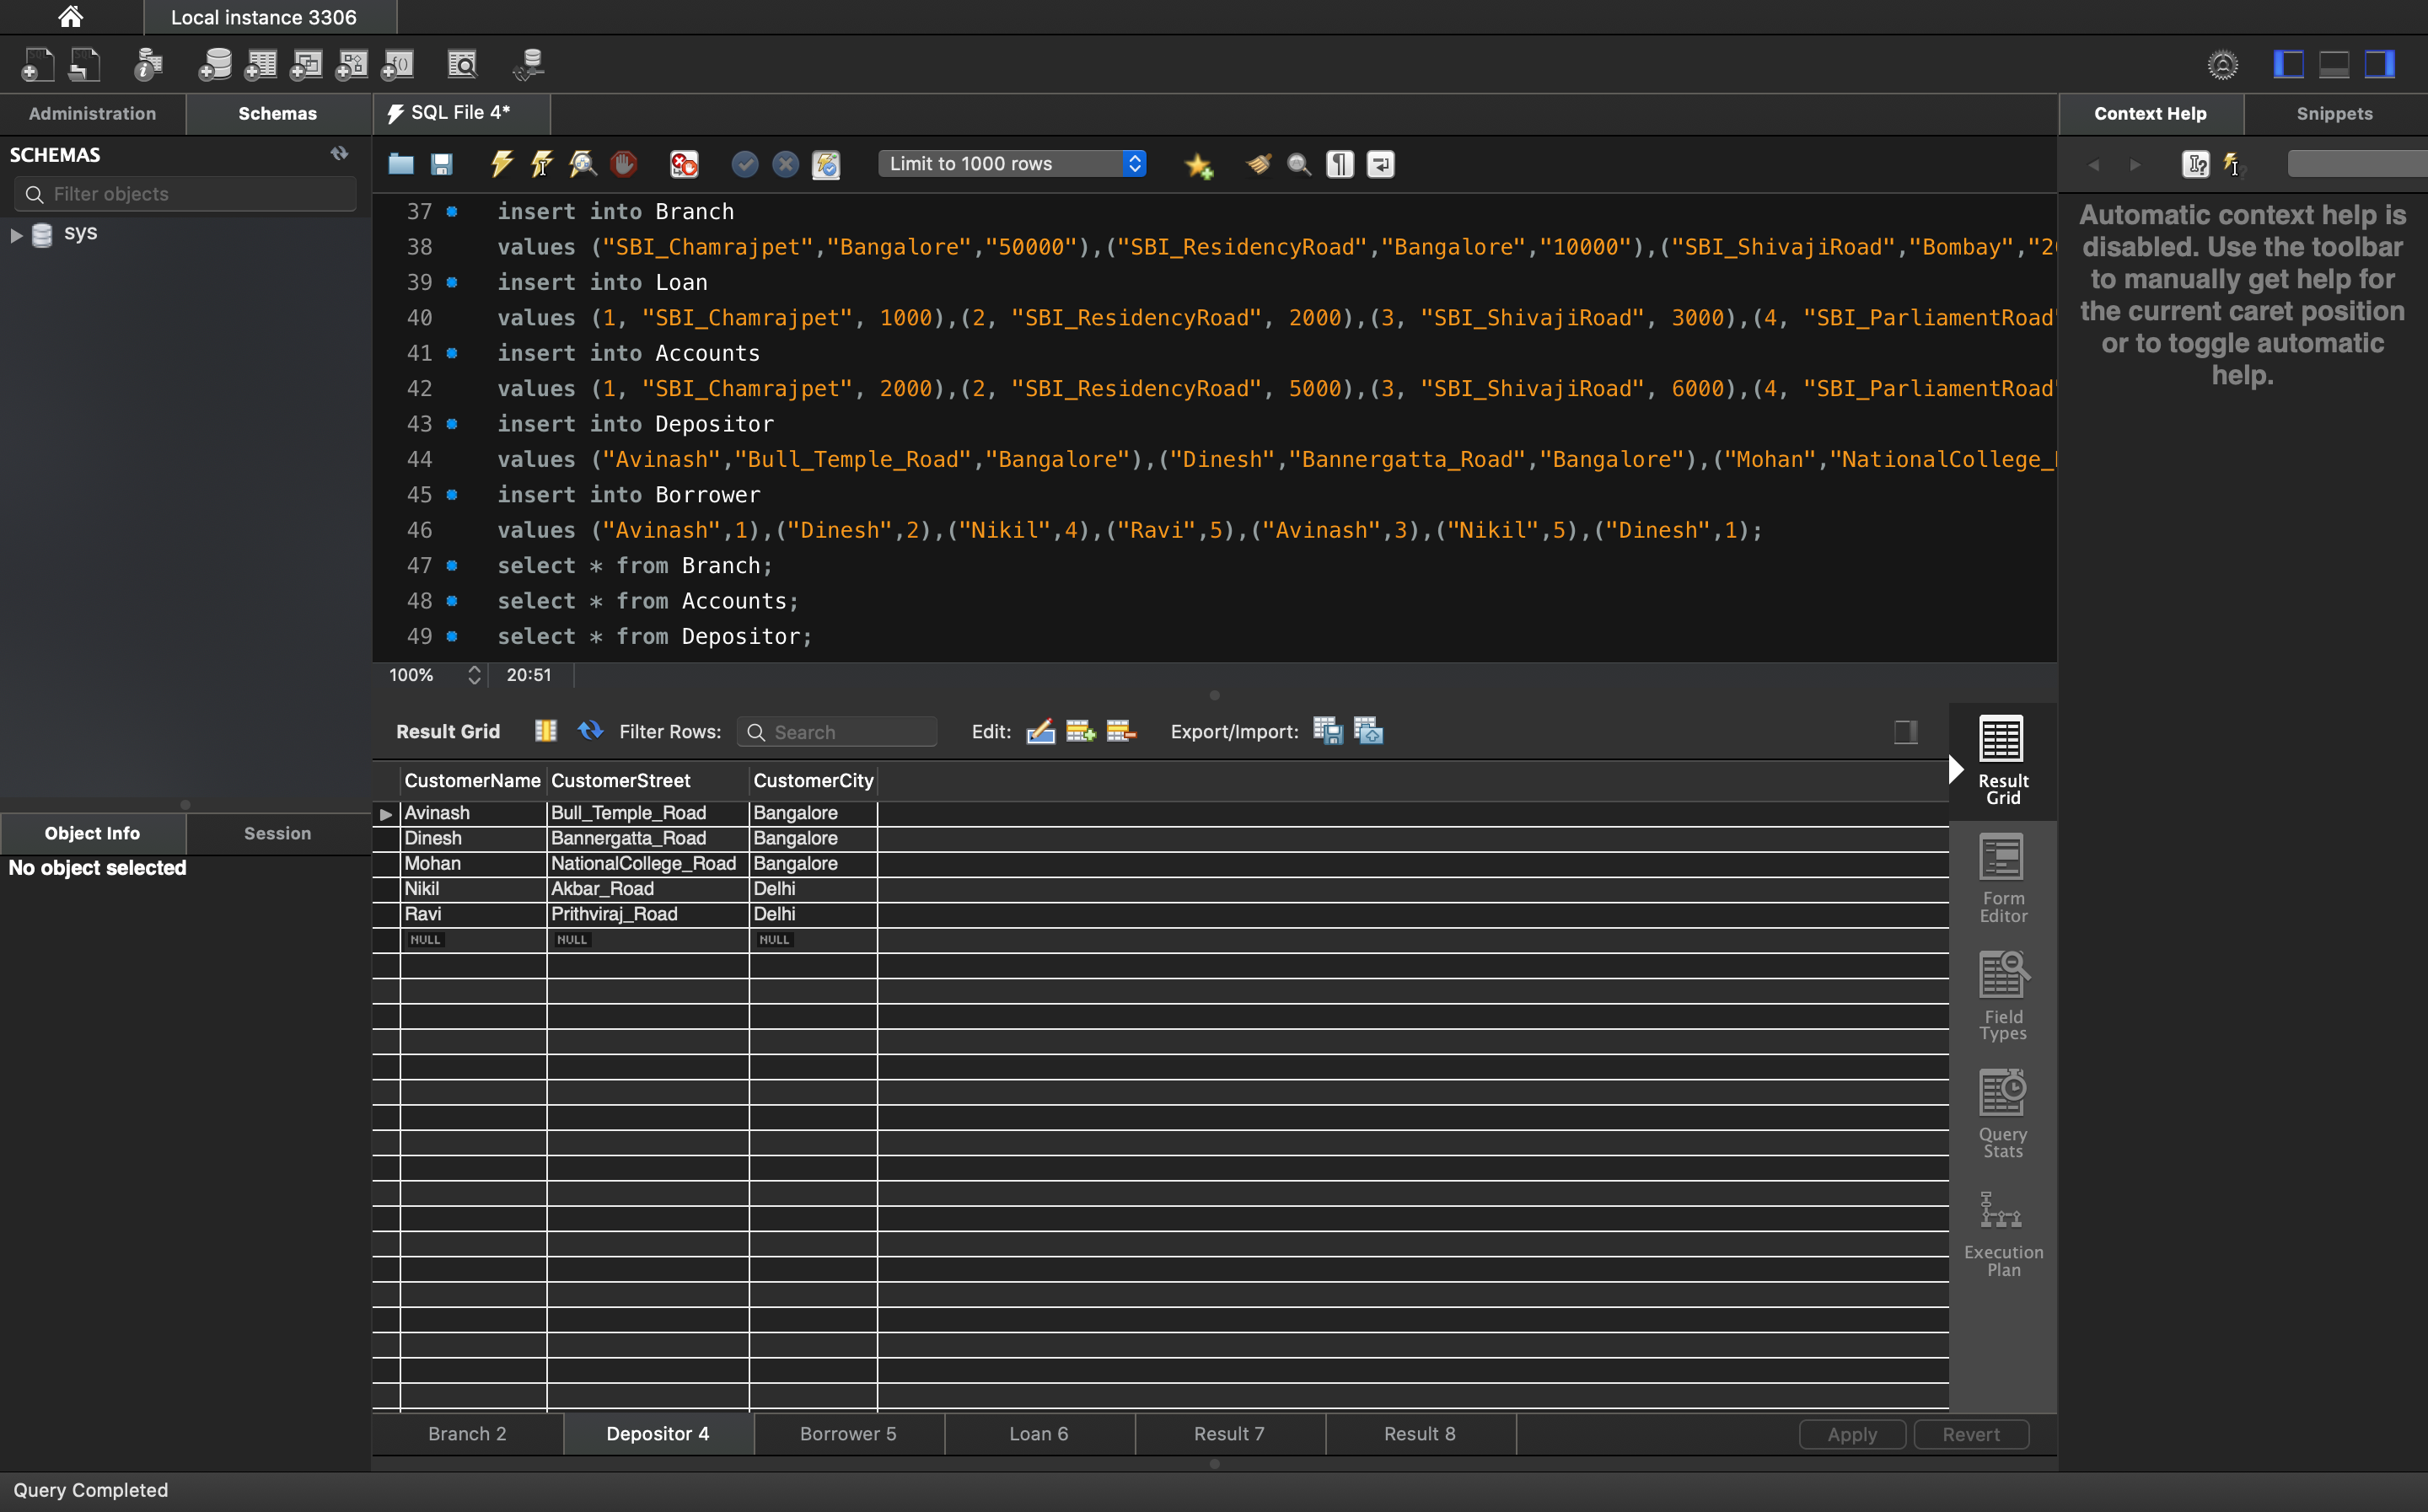 Local instance 3306
Administration
Schemas
SQL File 4*
Context Help
Snippets
SCHEMAS
Filter objects
sys
Limit to 1000 rows
37 insert into Branch
38 values ("SBI_Chamrajpet","Bangalore","50000"),("SBI_ResidencyRoad","Bangalore","10000"),("SBI_ShivajiRoad","Bombay","2
39 insert into Loan
40 values (1, "SBI_Chamrajpet", 1000),(2, "SBI_ResidencyRoad", 2000),(3, "SBI_ShivajiRoad", 3000),(4, "SBI_ParliamentRoad"
41 insert into Accounts
42 values (1, "SBI_Chamrajpet", 2000),(2, "SBI_ResidencyRoad", 5000),(3, "SBI_ShivajiRoad", 6000),(4, "SBI_ParliamentRoad"
43 insert into Depositor
44 values ("Avinash","Bull_Temple_Road","Bangalore"),("Dinesh","Bannergatta_Road","Bangalore"),("Mohan","NationalCollege_
45 insert into Borrower
46 values ("Avinash",1),("Dinesh",2),("Nikil",4),("Ravi",5),("Avinash",3),("Nikil",5),("Dinesh",1);
47 select * from Branch;
48 select * from Accounts;
49 select * from Depositor;
Automatic context help is
disabled. Use the toolbar
to manually get help for
the current caret position
or to toggle automatic
help.
100% 20:51
Result Grid Filter Rows: Search Edit: Export/Import:
CustomerName CustomerStreet CustomerCity
Avinash Bull_Temple_Road Bangalore
Dinesh Bannergatta_Road Bangalore
Mohan NationalCollege_Road Bangalore
Nikil Akbar_Road Delhi
Ravi Prithviraj_Road Delhi
NULL NULL NULL
Result
Grid
Form
Editor
Field
Types
Query
Stats
Execution
Plan
Object Info
Session
No object selected
Branch 2 Depositor 4 Borrower 5 Loan 6 Result 7 Result 8 Apply Revert
Query Completed